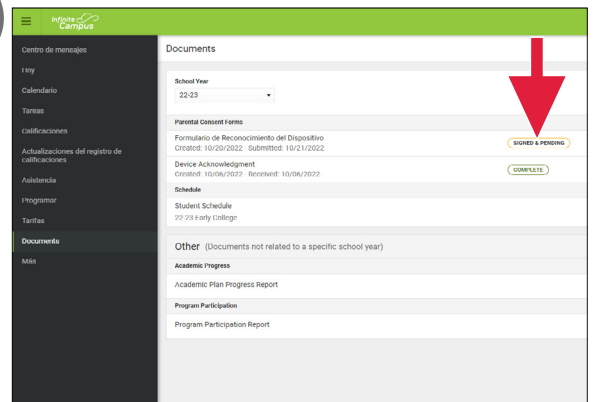 Infinite
Campus
Centro de mensajes
Hoy
Calendario
Tareas
Calificaciones
Actualizaciones del registro de
calificaciones
Asistencia
Programar
Tarifas
Documents
Más
Documents
School Year
22-23
Parental Consent Forms
Formulario de Reconocimiento del Dispositivo
Created: 10/20/2022 · Submitted: 10/21/2022
SIGNED & PENDING
Device Acknowledgment
Created: 10/06/2022 · Received: 10/06/2022
COMPLETE
Schedule
Student Schedule
22-23 Early College
Other (Documents not related to a specific school year)
Academic Progress
Academic Plan Progress Report
Program Participation
Program Participation Report